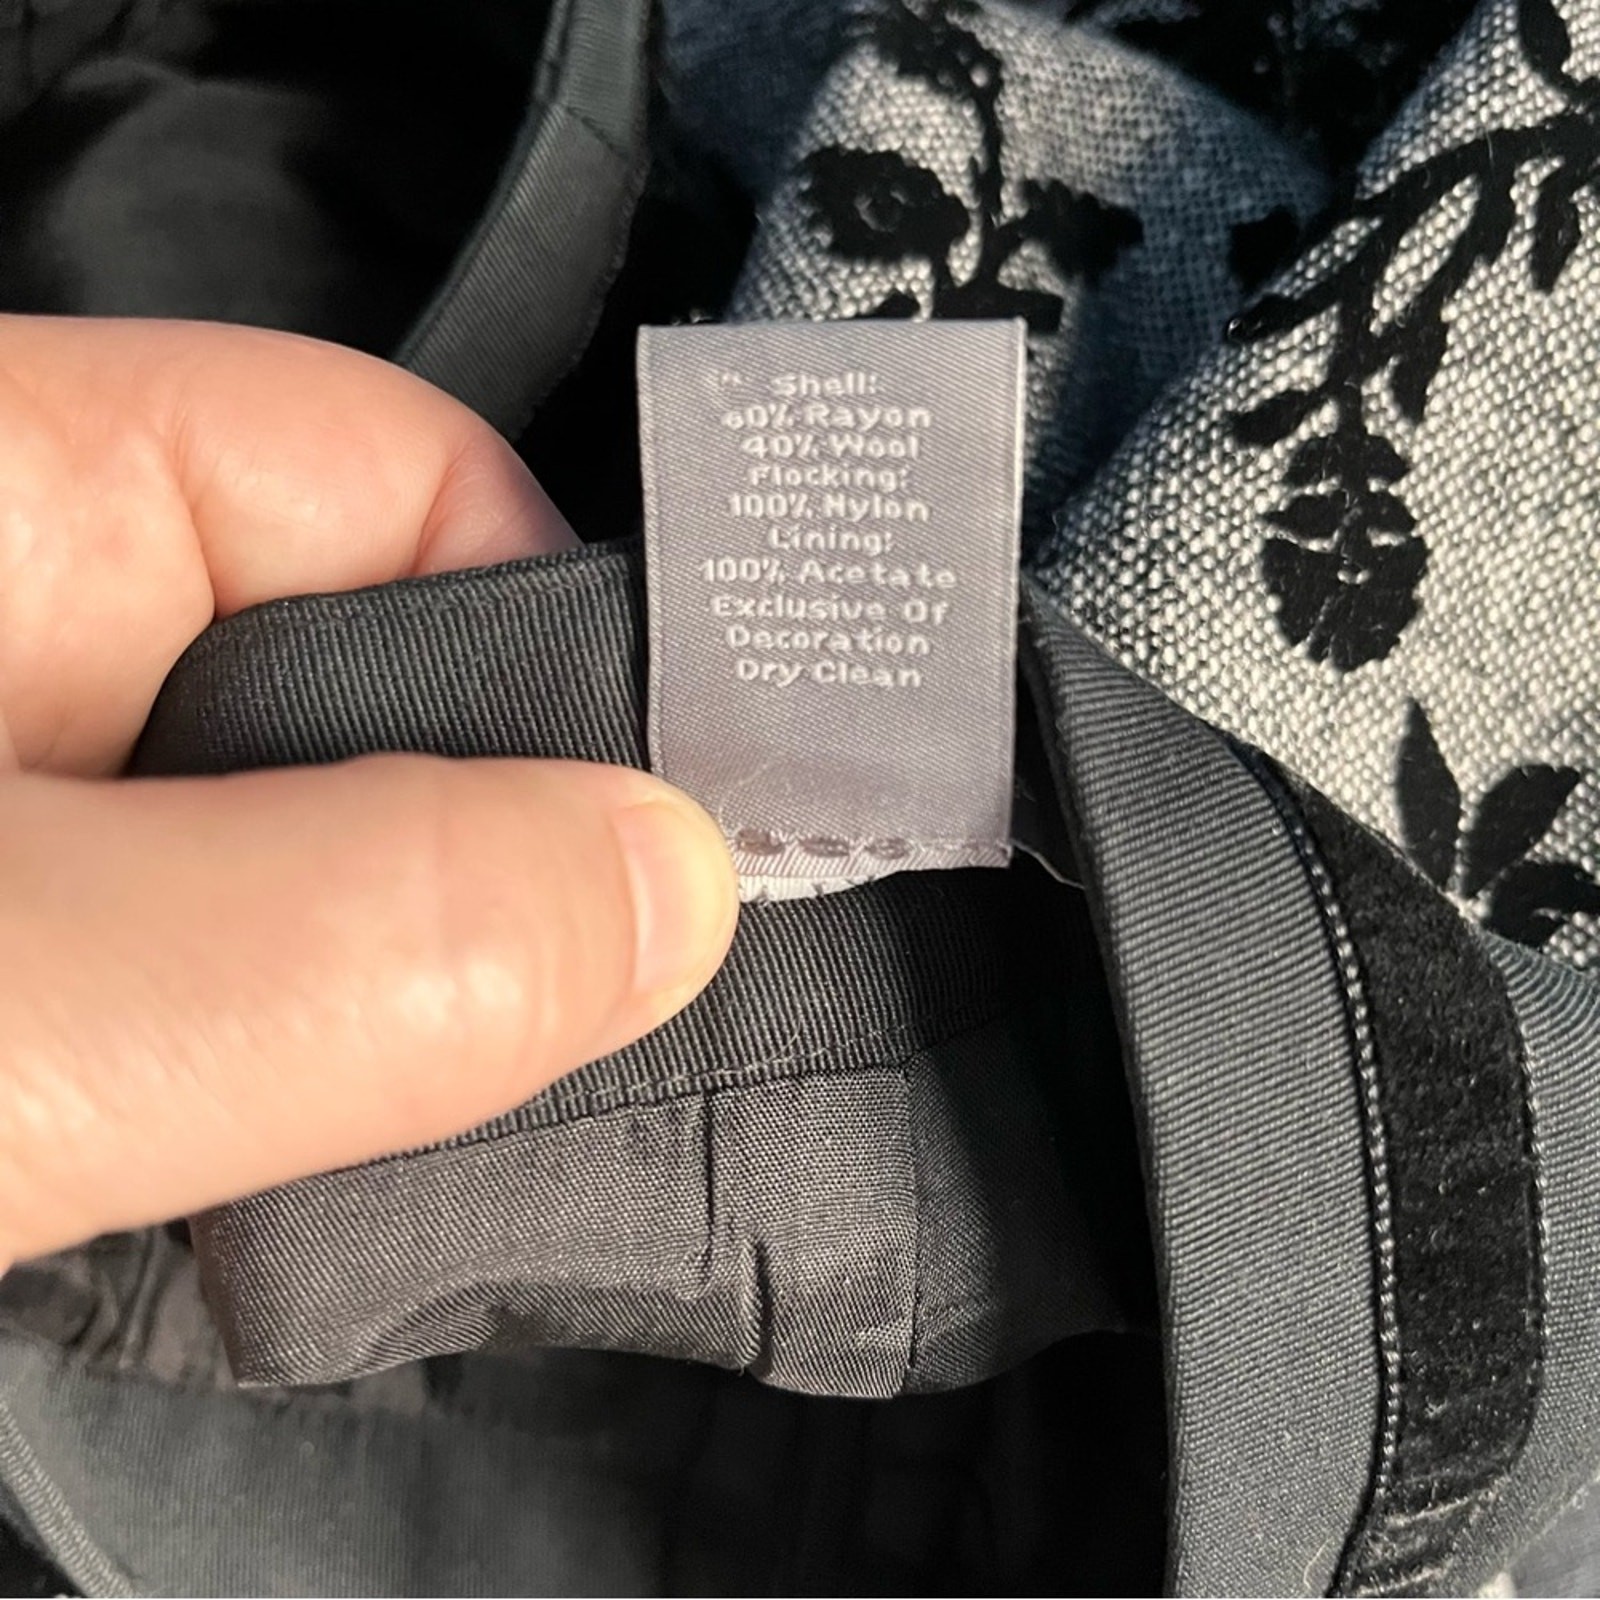 Shell:
60% Rayon
40% Wool
Flocking:
100% Nylon
Lining:
100% Acetate
Exclusive Of
Decoration
Dry Clean